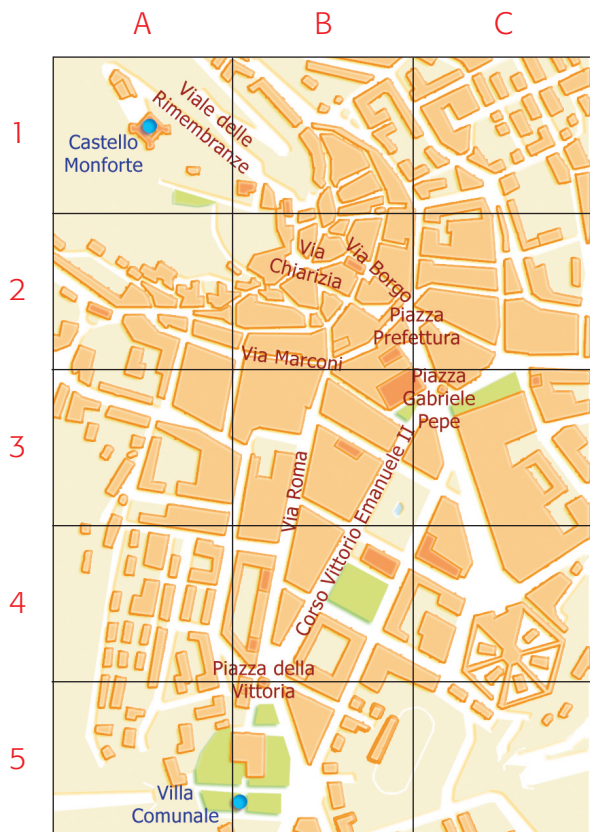 A B C
1
2
3
4
5
Viale delle
Rimembranze
Castello
Monforte
Via
Chiarizia
Via Borgo
Piazza
Prefettura
Via Marconi
Piazza
Gabriele
Pepe
Via Roma
Corso Vittorio Emanuele II
Piazza della
Vittoria
Villa
Comunale